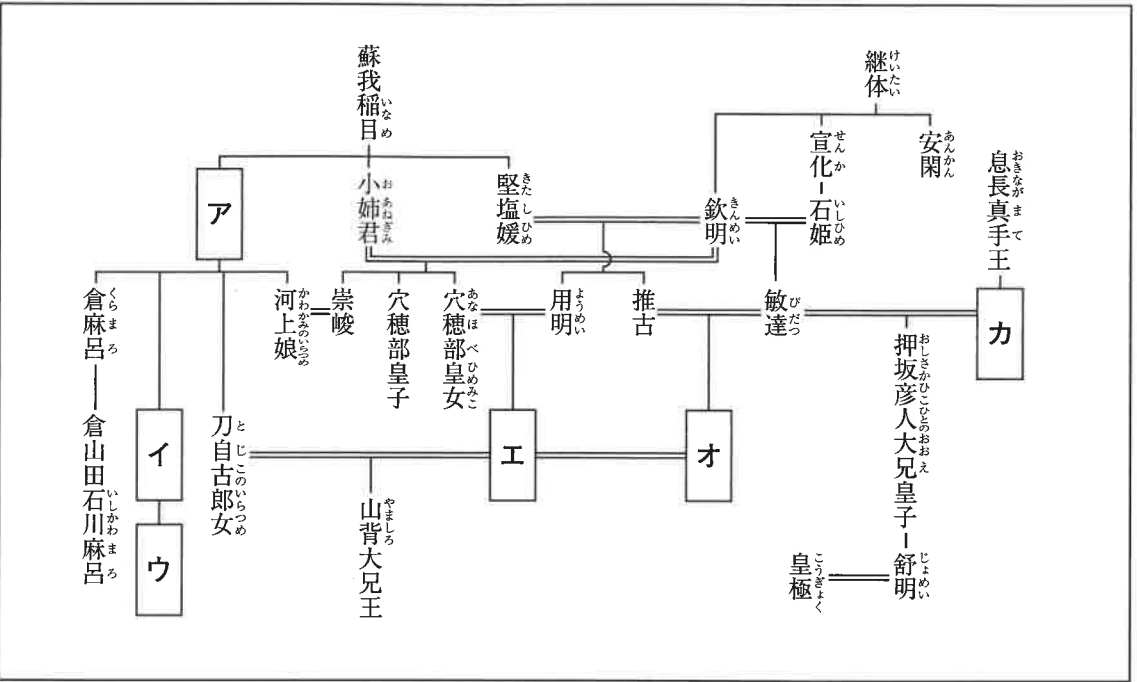 継体
けいたい
安閑
あんかん
宣化
せんか
石姫
いしひめ
欽明
きんめい
息長真手王
おきながまて
カ
蘇我稲目
いなめ
堅塩媛
きたしひめ
小姉君
おあねぎみ
ア
敏達
びだつ
推古
用明
ようめい
穴穂部皇女
あなほべひめみこ
穴穂部皇子
崇峻
河上娘
かわかみのいらつめ
倉麻呂
くらまろ
押坂彦人大兄皇子
おしさかひこひとのおおえ
舒明
じょめい
皇極
こうぎょく
オ
エ
刀自古郎女
とじこのいらつめ
山背大兄王
やましろ
イ
ウ
倉山田石川麻呂
いしかわまろ